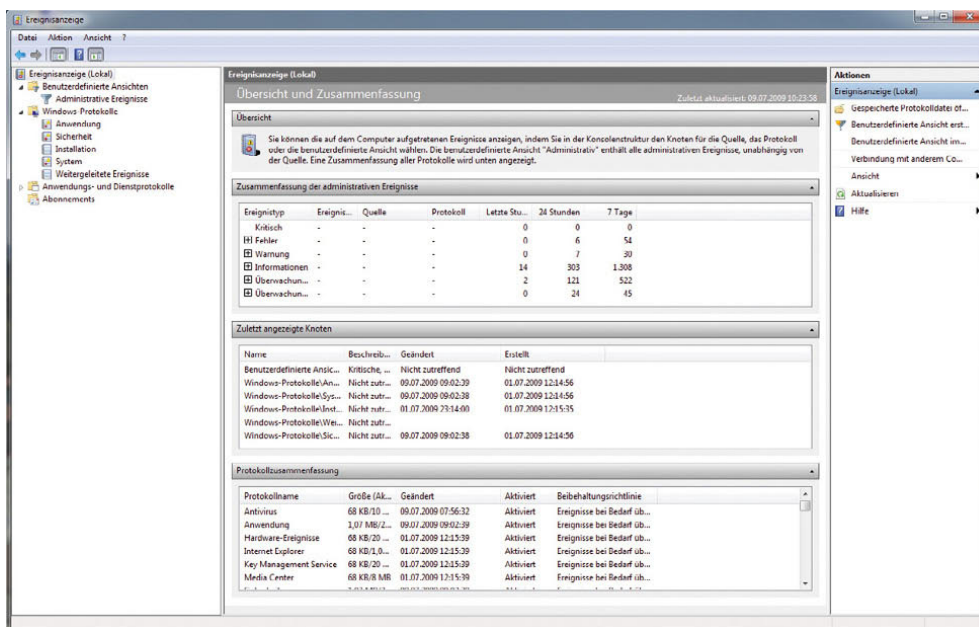 Ereignisanzeige
Datei Aktion Ansicht ?
Ereignisanzeige (Lokal)
Benutzerdefinierte Ansichten
Administrative Ereignisse
Windows-Protokolle
Anwendung
Sicherheit
Installation
System
Weitergeleitete Ereignisse
Anwendungs- und Dienstprotokolle
Abonnements
Ereignisanzeige (Lokal)
Übersicht und Zusammenfassung Zuletzt aktualisiert: 09.07.2009 10:23:58
Übersicht
Sie können die auf dem Computer aufgetretenen Ereignisse anzeigen, indem Sie in der Konsolenstruktur den Knoten für die Quelle, das Protokoll
oder die benutzerdefinierte Ansicht wählen. Die benutzerdefinierte Ansicht "Administrativ" enthält alle administrativen Ereignisse, unabhängig von
der Quelle. Eine Zusammenfassung aller Protokolle wird unten angezeigt.
Zusammenfassung der administrativen Ereignisse
Ereignistyp Ereignis... Quelle Protokoll Letzte Stu... 24 Stunden 7 Tage
Kritisch - - - 0 0 0
Fehler - - - 0 6 54
Warnung - - - 0 7 30
Informationen - - - 14 303 1.308
Überwachun... - - - 2 121 522
Überwachun... - - - 0 24 45
Zuletzt angezeigte Knoten
Name Beschreib... Geändert Erstellt
Benutzerdefinierte Ansic... Kritische, ... Nicht zutreffend Nicht zutreffend
Windows-Protokolle\An... Nicht zutr... 09.07.2009 09:02:39 01.07.2009 12:14:56
Windows-Protokolle\Sys... Nicht zutr... 09.07.2009 09:02:38 01.07.2009 12:14:56
Windows-Protokolle\Inst... Nicht zutr... 01.07.2009 23:14:00 01.07.2009 12:15:35
Windows-Protokolle\Wei... Nicht zutr...
Windows-Protokolle\Sic... Nicht zutr... 09.07.2009 09:02:38 01.07.2009 12:14:56
Protokollzusammenfassung
Protokollname Größe (Ak... Geändert Aktiviert Beibehaltungsrichtlinie
Antivirus 68 KB/10 ... 09.07.2009 07:56:32 Aktiviert Ereignisse bei Bedarf üb...
Anwendung 1,07 MB/2... 09.07.2009 09:02:39 Aktiviert Ereignisse bei Bedarf üb...
Hardware-Ereignisse 68 KB/20 ... 01.07.2009 12:15:39 Aktiviert Ereignisse bei Bedarf üb...
Internet Explorer 68 KB/1,0... 01.07.2009 12:15:39 Aktiviert Ereignisse bei Bedarf üb...
Key Management Service 68 KB/20 ... 01.07.2009 12:15:39 Aktiviert Ereignisse bei Bedarf üb...
Media Center 68 KB/8 MB 01.07.2009 12:15:39 Aktiviert Ereignisse bei Bedarf üb...
Aktionen
Ereignisanzeige (Lokal)
Gespeicherte Protokolldatei öf...
Benutzerdefinierte Ansicht erst...
Benutzerdefinierte Ansicht im...
Verbindung mit anderem Co...
Ansicht
Aktualisieren
Hilfe